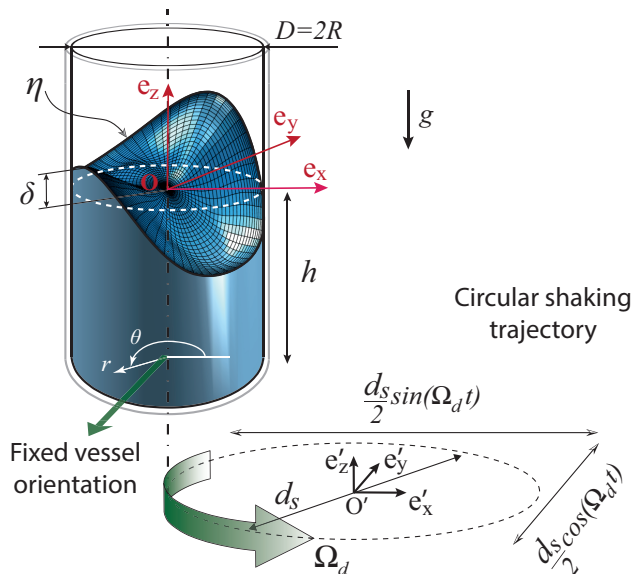 D=2R
η
e_z
e_y
g
O
e_x
δ
h
Circular shaking
trajectory
θ
r
d_s/2 sin(Ω_d t)
Fixed vessel
orientation
e'_z
e'_y
d_s
e'_x
O'
d_s/2 cos(Ω_d t)
Ω_d